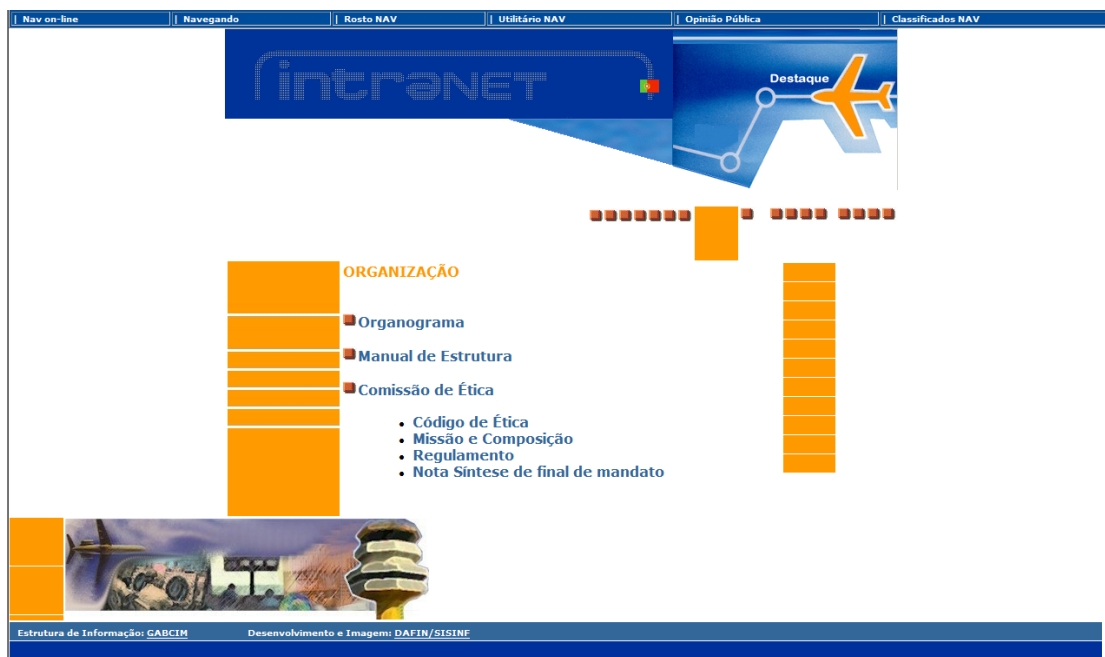 | Nav on-line | Navegando | Rosto NAV | Utilitário NAV | Opinião Pública | Classificados NAV
intranet
Destaque
ORGANIZAÇÃO
Organograma
Manual de Estrutura
Comissão de Ética
• Código de Ética
• Missão e Composição
• Regulamento
• Nota Síntese de final de mandato
Estrutura de Informação: GABCIM Desenvolvimento e Imagem: DAFIN/SISINF